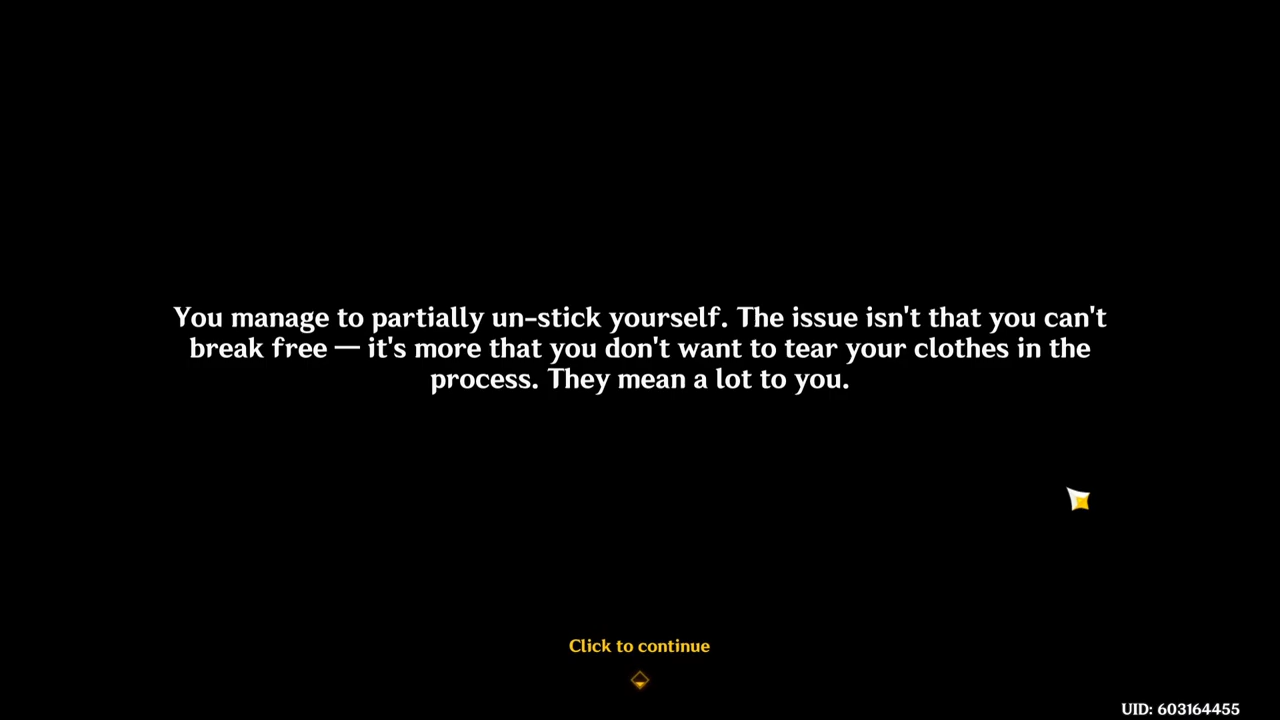 You manage to partially un-stick yourself. The issue isn't that you can't
break free — it's more that you don't want to tear your clothes in the
process. They mean a lot to you.
Click to continue
UID: 603164455